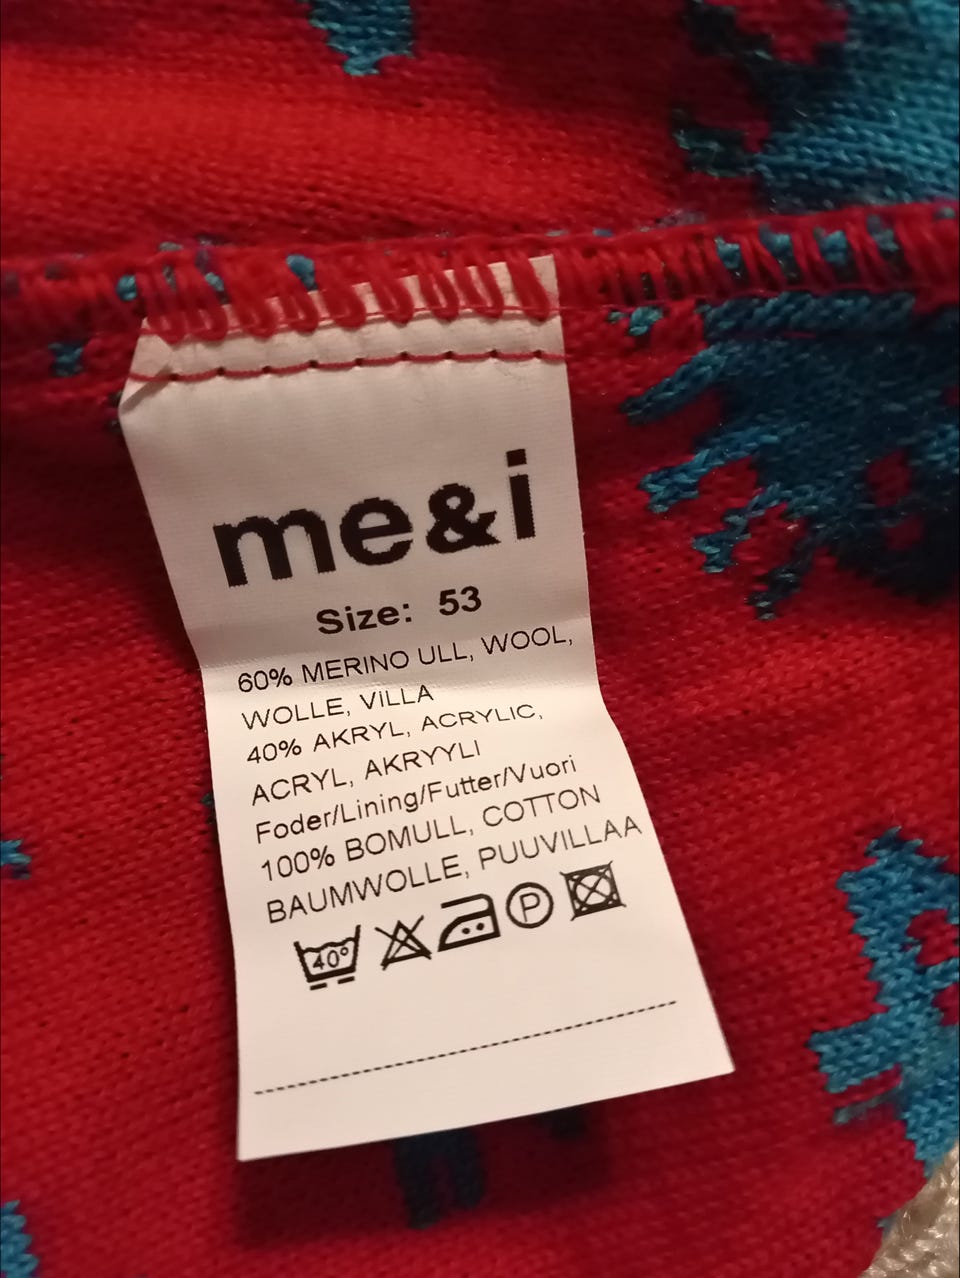 me&i
Size: 53
60% MERINO ULL, WOOL,
WOLLE, VILLA
40% AKRYL, ACRYLIC,
ACRYL, AKRYYLI
Foder/Lining/Futter/Vuori
100% BOMULL, COTTON
BAUMWOLLE, PUUVILLAA
40° P